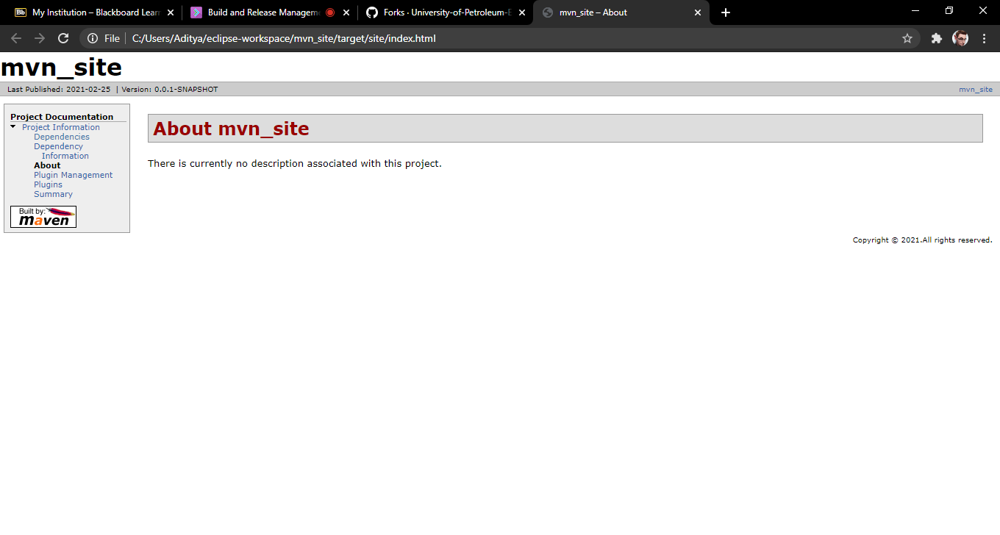 My Institution – Blackboard Lear
Build and Release Manageme
Forks · University-of-Petroleum-E
mvn_site – About
File
C:/Users/Aditya/eclipse-workspace/mvn_site/target/site/index.html
mvn_site
Last Published: 2021-02-25 | Version: 0.0.1-SNAPSHOT
mvn_site
Project Documentation
Project Information
Dependencies
Dependency
Information
About
Plugin Management
Plugins
Summary
Built by:
maven
About mvn_site
There is currently no description associated with this project.
Copyright © 2021.All rights reserved.